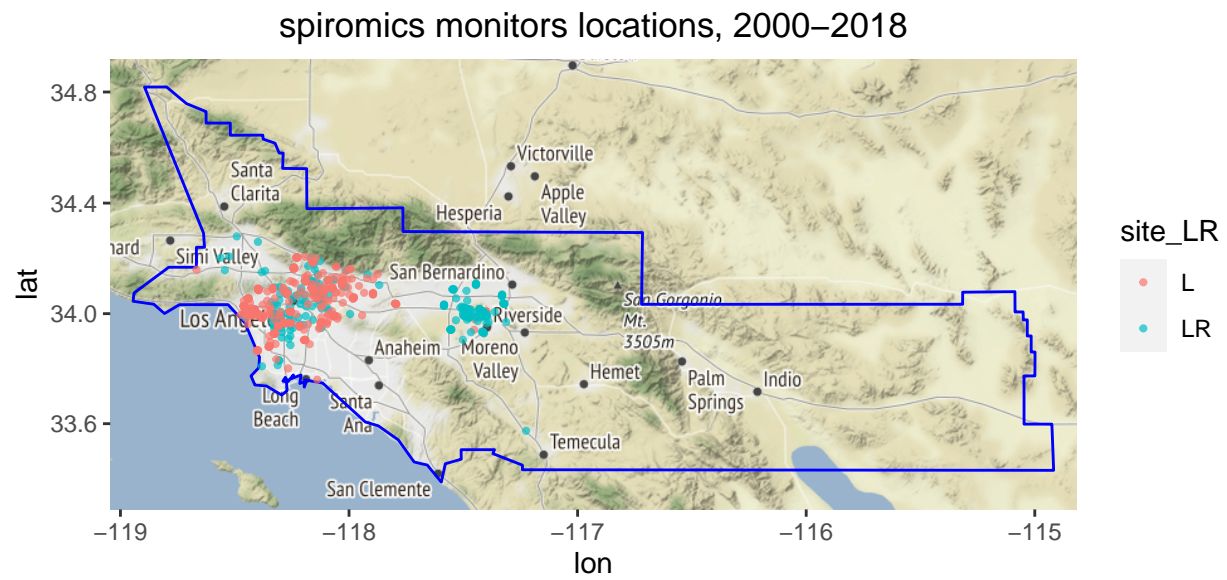 spiromics monitors locations, 2000−2018
34.8
34.4
34.0
33.6
lat
Victorville
Santa
Clarita
Apple
Valley
Hesperia
nard
Simi Valley
San Bernardino
San Gorgonio
Mt.
3505m
Los Angel
Riverside
Anaheim
Moreno
Valley
Hemet
Palm
Springs
Indio
Long
Beach
Santa
Ana
Temecula
San Clemente
−119
−118
−117
−116
−115
lon
site_LR
L
LR